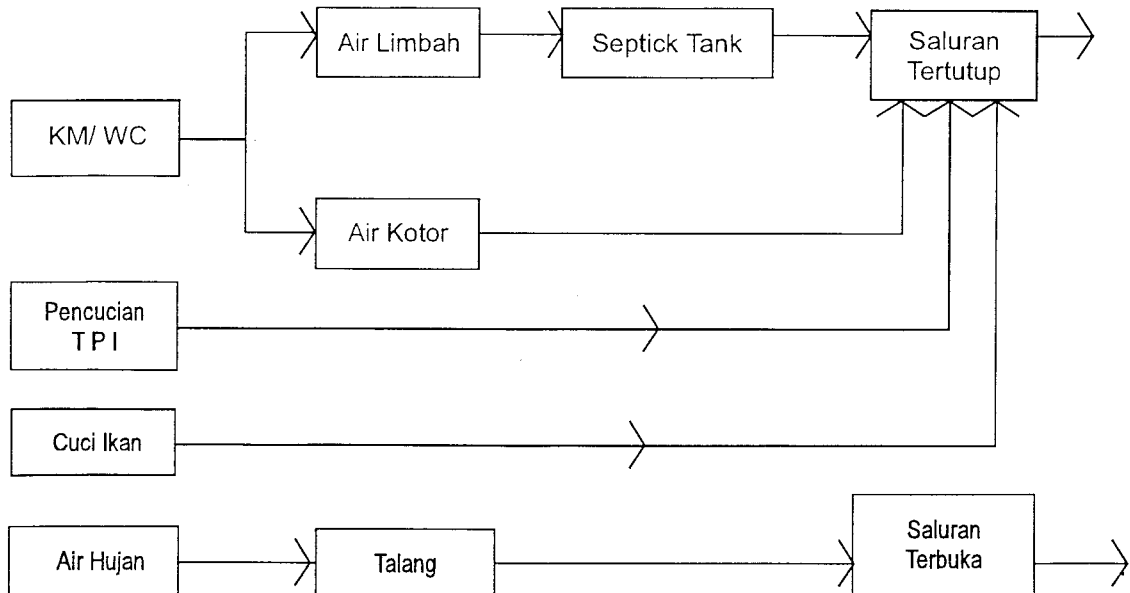 Air Limbah
Septick Tank
Saluran
Tertutup
KM/ WC
Air Kotor
Pencucian
T P I
Cuci Ikan
Air Hujan
Talang
Saluran
Terbuka